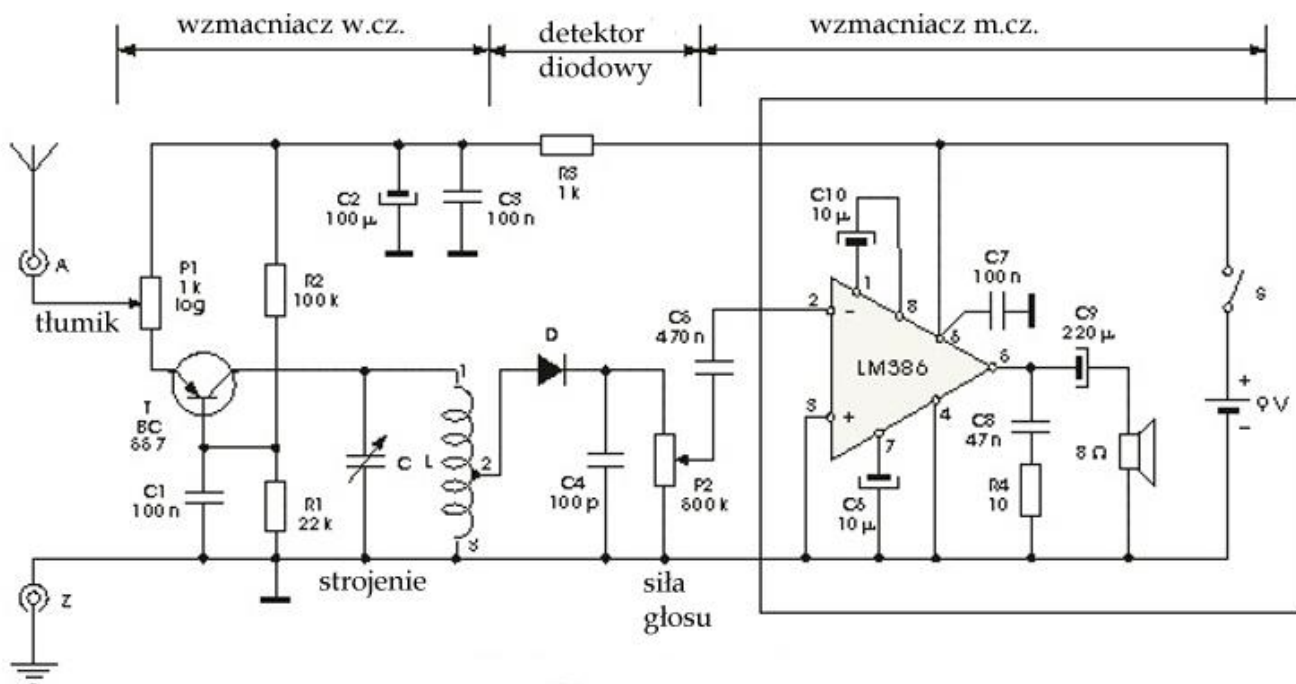 wzmacniacz w.cz.
detektor
diodowy
wzmacniacz m.cz.
A
tłumik
P1
1 k
log
R2
100 k
C2
100 µ
C3
100 n
R3
1 k
T
BC
557
C1
100 n
R1
22 k
C
L
1
2
3
strojenie
D
C4
100 p
P2
500 k
siła
głosu
C6
470 n
C10
10 µ
2
-
1
8
6
C7
100 n
LM386
3
+
7
4
5
C5
10 µ
C9
220 µ
C8
47 n
R4
10
8 Ω
S
+
9 V
-
Z